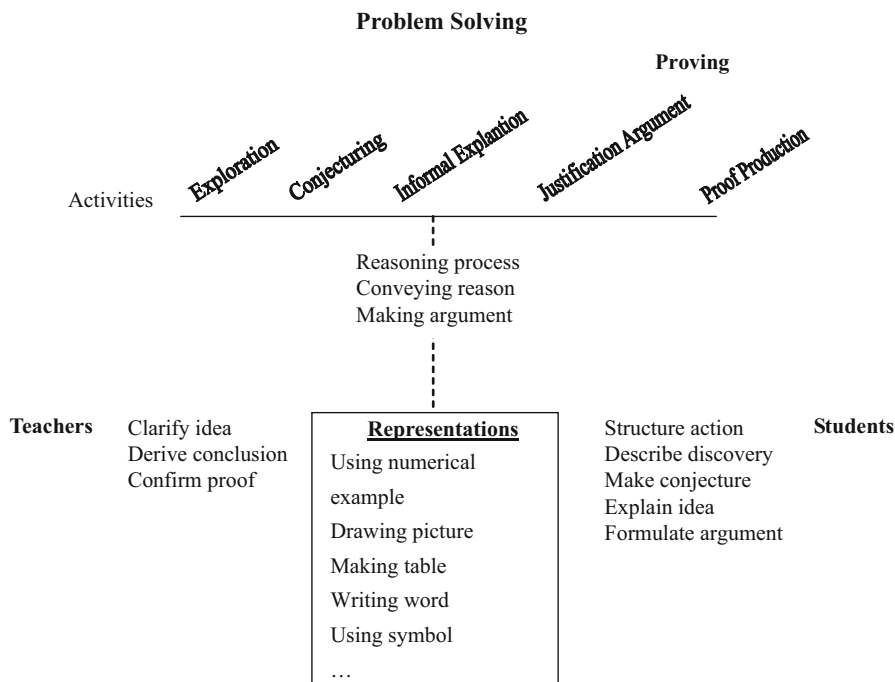 Problem Solving
Proving
Exploration
Conjecturing
Informal Explantion
Justification Argument
Proof Production
Activities
Reasoning process
Conveying reason
Making argument
Teachers
Clarify idea
Derive conclusion
Confirm proof
Representations
Using numerical
example
Drawing picture
Making table
Writing word
Using symbol
…
Structure action
Describe discovery
Make conjecture
Explain idea
Formulate argument
Students